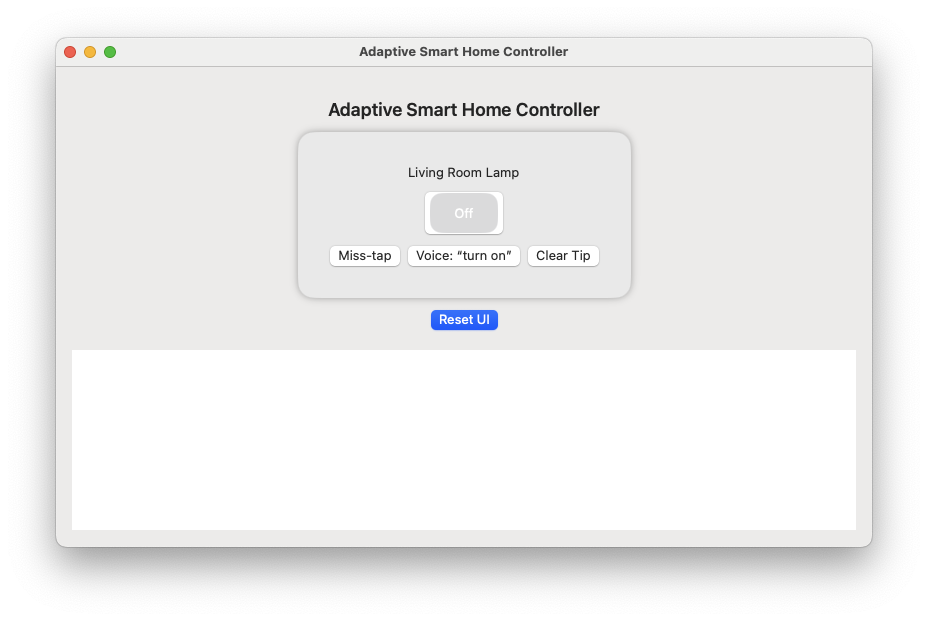 Adaptive Smart Home Controller
Adaptive Smart Home Controller
Living Room Lamp
Off
Miss-tap Voice: “turn on” Clear Tip
Reset UI